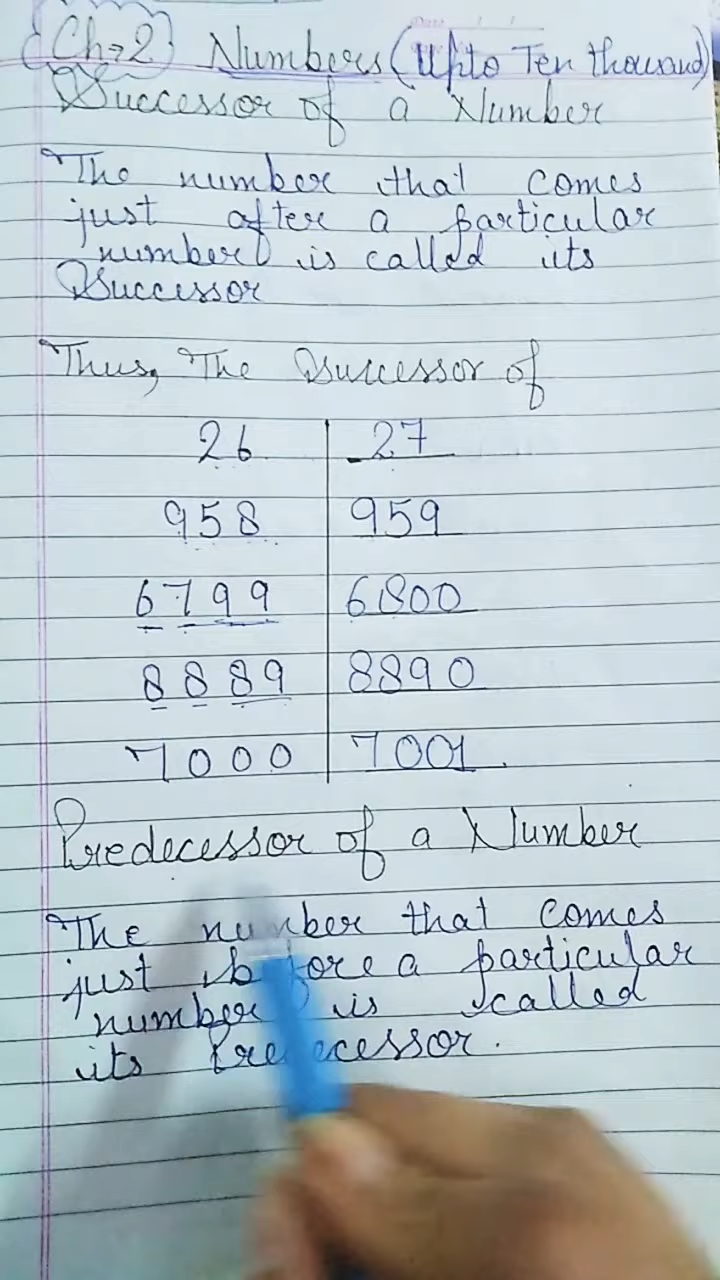 Ch→2 Numbers (Upto Ten thousand)
Successor of a Number
The number that comes
just after a particular
number is called its
Successor
Thus, The Successor of
26 27
958 959
6799 6800
8889 8890
7000 7001.
Predecessor of a Number
The number that comes
just before a particular
number is called
its Predecessor.